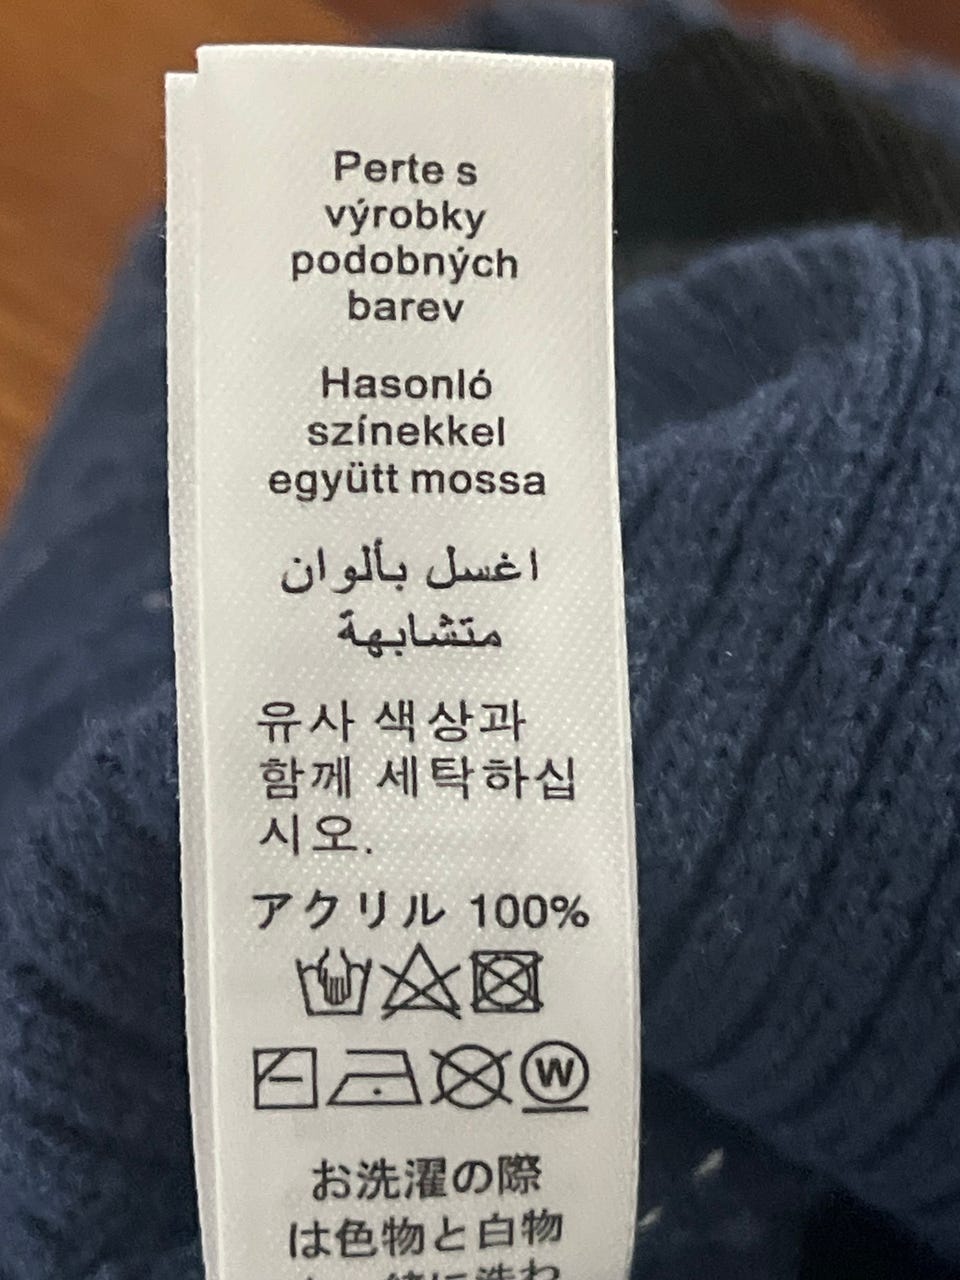 Perte s
výrobky
podobných
barev
Hasonló
színekkel
együtt mossa
اغسل بألوان
متشابهة
유사 색상과
함께 세탁하십
시오.
アクリル 100%
W
お洗濯の際
は色物と白物